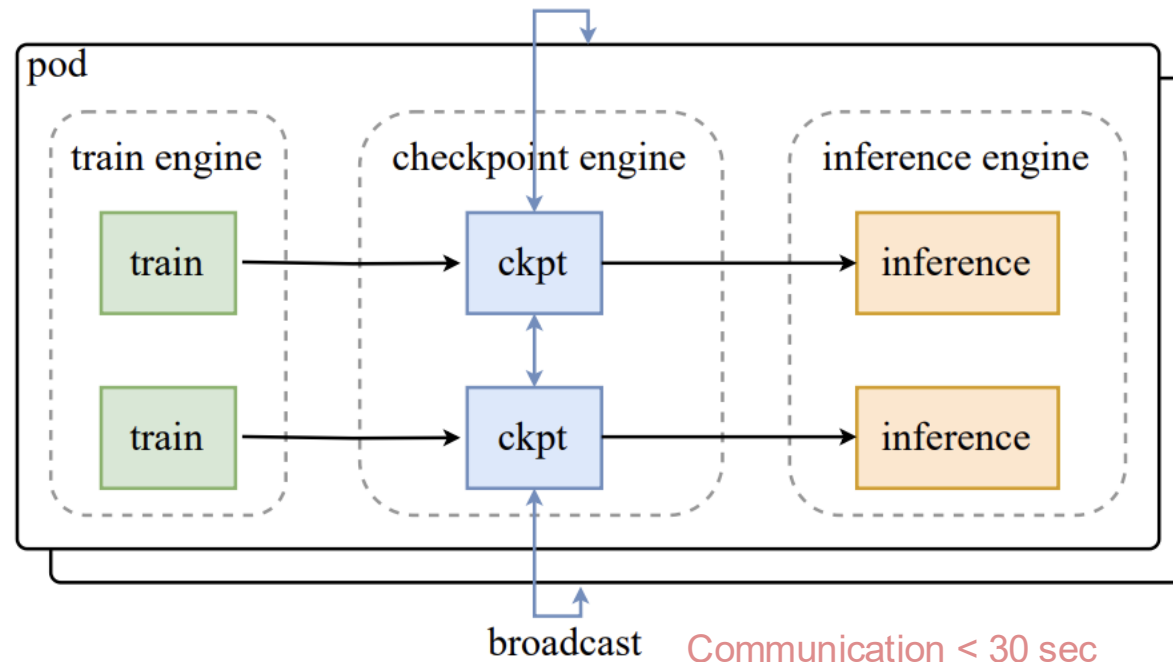 pod
train engine
checkpoint engine
inference engine
train
ckpt
inference
train
ckpt
inference
broadcast
Communication < 30 sec